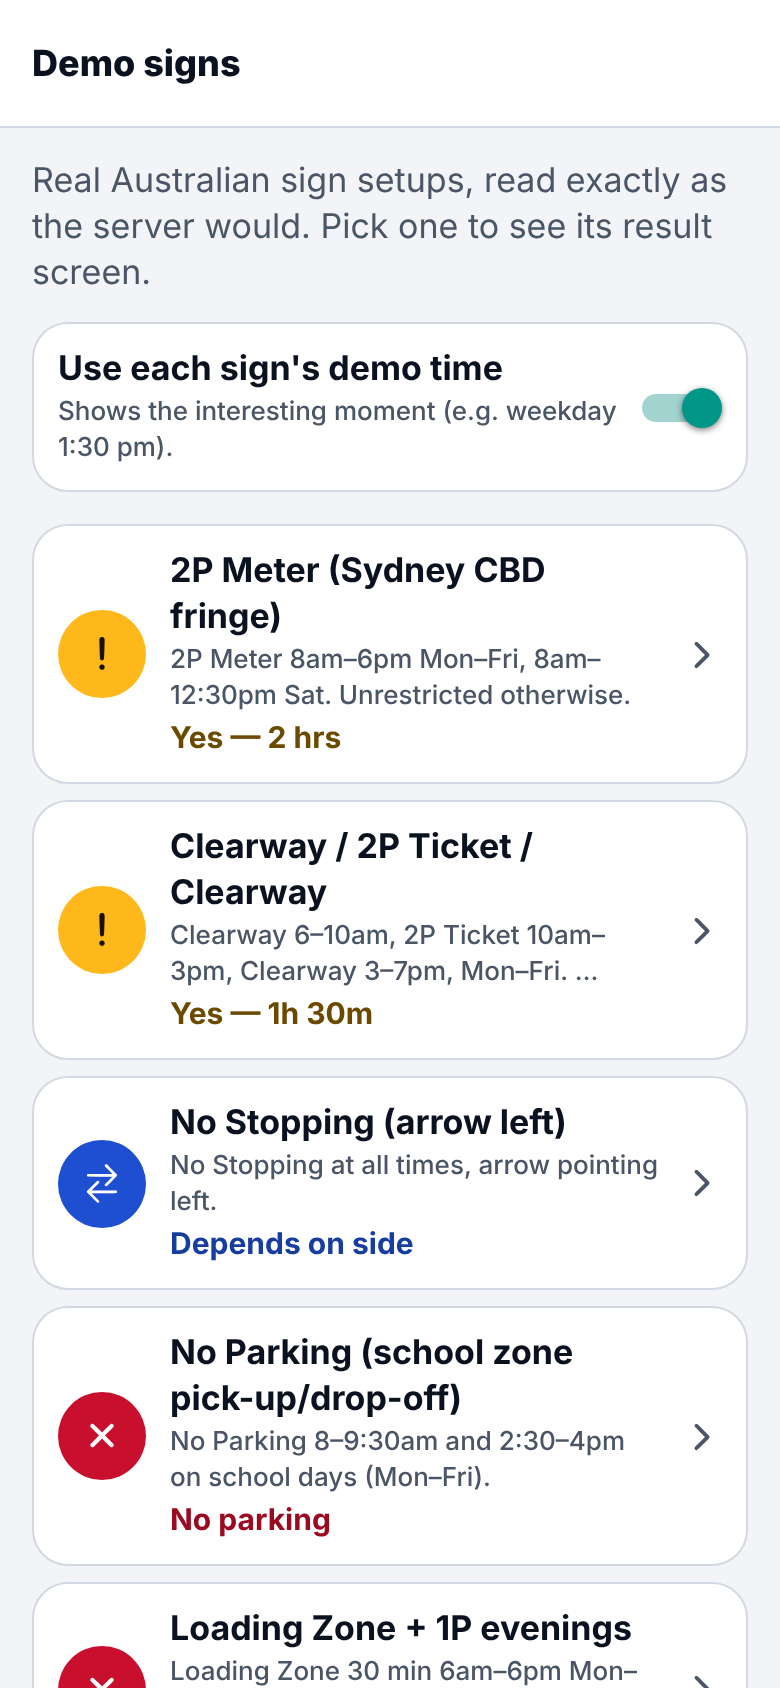 Demo signs
Real Australian sign setups, read exactly as
the server would. Pick one to see its result
screen.
Use each sign's demo time
Shows the interesting moment (e.g. weekday
1:30 pm).
2P Meter (Sydney CBD
fringe)
2P Meter 8am–6pm Mon–Fri, 8am–
12:30pm Sat. Unrestricted otherwise.
Yes — 2 hrs
Clearway / 2P Ticket /
Clearway
Clearway 6–10am, 2P Ticket 10am–
3pm, Clearway 3–7pm, Mon–Fri. ...
Yes — 1h 30m
No Stopping (arrow left)
No Stopping at all times, arrow pointing
left.
Depends on side
No Parking (school zone
pick-up/drop-off)
No Parking 8–9:30am and 2:30–4pm
on school days (Mon–Fri).
No parking
Loading Zone + 1P evenings
Loading Zone 30 min 6am–6pm Mon–